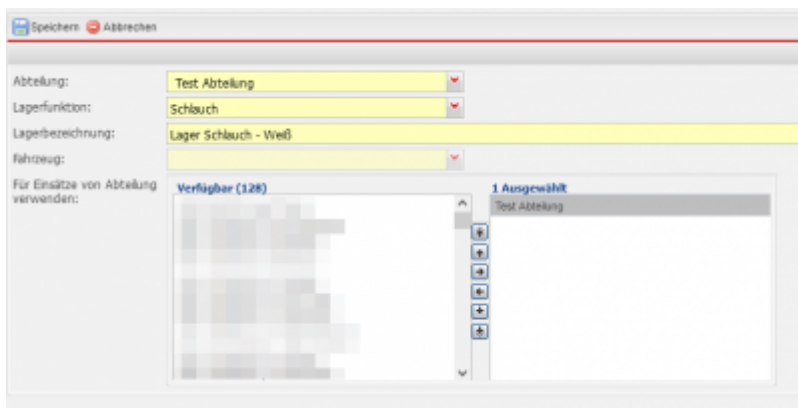 Speichern Abbrechen
Abteilung: Test Abteilung
Lagerfunktion: Schlauch
Lagerbezeichnung: Lager Schlauch - Weiß
Fahrzeug:
Für Einsätze von Abteilung verwenden:
Verfügbar (128) 1 Ausgewählt
Test Abteilung